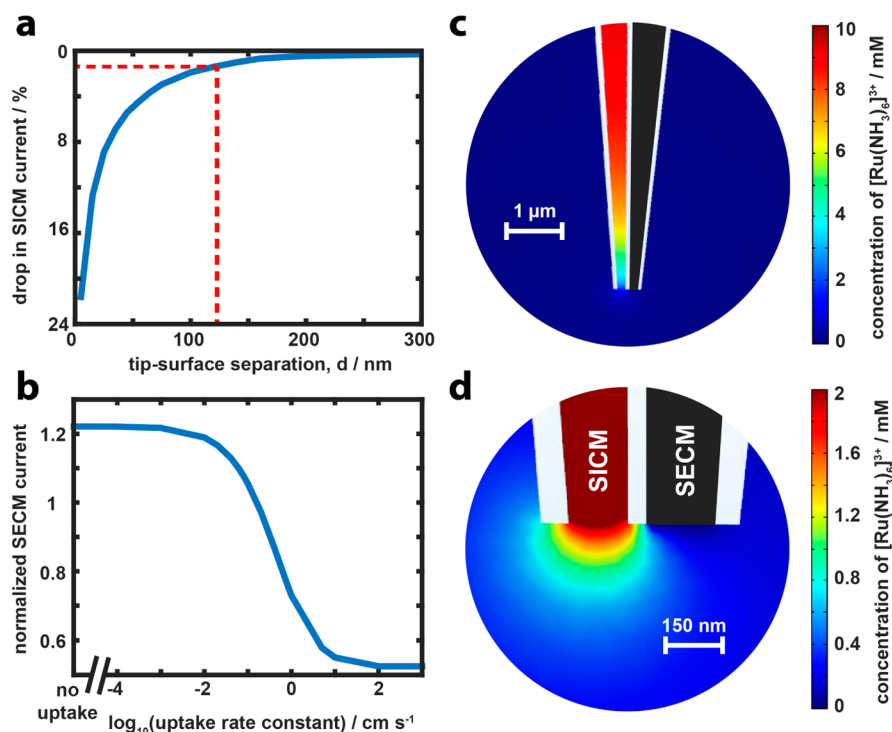 a
drop in SICM current / %
0
8
16
24
0 100 200 300
tip-surface separation, d / nm
b
normalized SECM current
1.2
1
0.8
0.6
no uptake
-4 -2 0 2
log₁₀(uptake rate constant) / cm s⁻¹
c
1 µm
10
8
6
4
2
0
concentration of [Ru(NH₃)₆]³⁺ / mM
d
SICM
SECM
150 nm
2
1.6
1.2
0.8
0.4
0
concentration of [Ru(NH₃)₆]³⁺ / mM